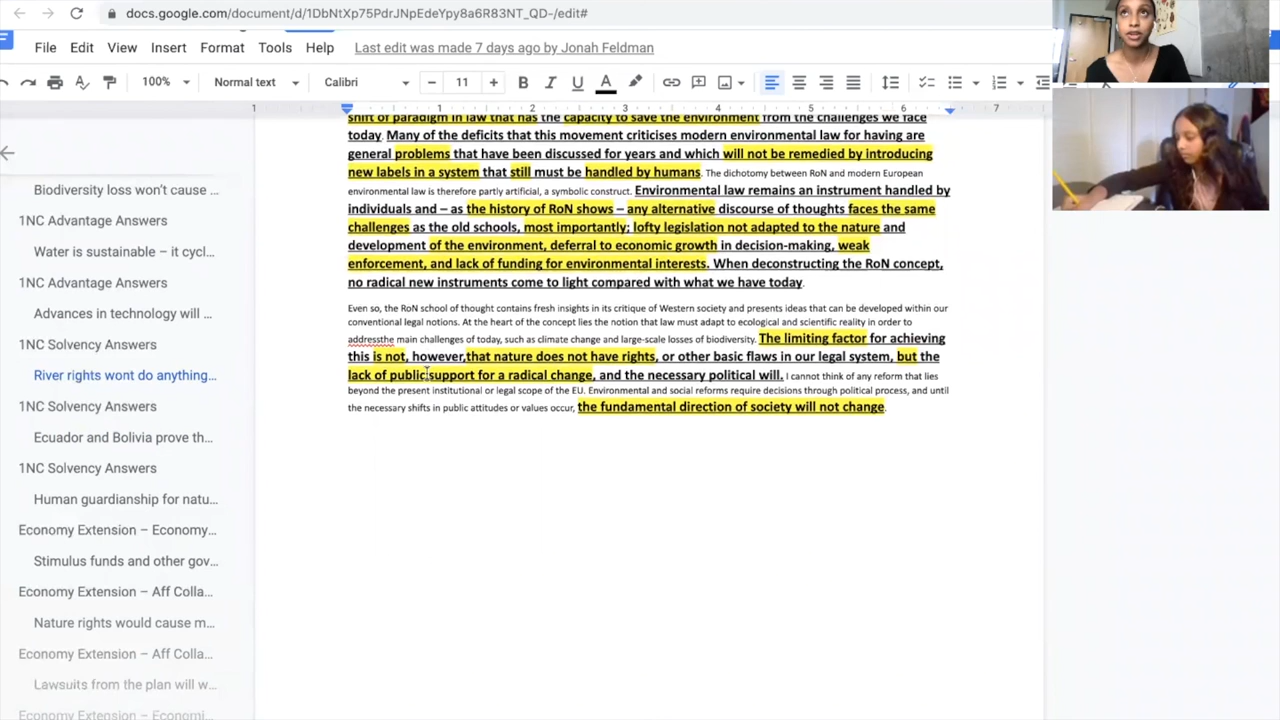 docs.google.com/document/d/1DbNtXp75PdrJNpEdeYpy8a6R83NT_QD-/edit#
File Edit View Insert Format Tools Help Last edit was made 7 days ago by Jonah Feldman
100% Normal text Calibri 11 B I U A
1 1 2 3 4 5 6 7
Biodiversity loss won't cause ...
1NC Advantage Answers
Water is sustainable – it cycl...
1NC Advantage Answers
Advances in technology will ...
1NC Solvency Answers
River rights wont do anything...
1NC Solvency Answers
Ecuador and Bolivia prove th...
1NC Solvency Answers
Human guardianship for natu...
Economy Extension – Economy...
Stimulus funds and other gov...
Economy Extension – Aff Colla...
Nature rights would cause m...
Economy Extension – Aff Colla...
Lawsuits from the plan will w...
Economy Extension – Economi...
shift of paradigm in law that has the capacity to save the environment from the challenges we face
today. Many of the deficits that this movement criticises modern environmental law for having are
general problems that have been discussed for years and which will not be remedied by introducing
new labels in a system that still must be handled by humans. The dichotomy between RoN and modern European
environmental law is therefore partly artificial, a symbolic construct. Environmental law remains an instrument handled by
individuals and – as the history of RoN shows – any alternative discourse of thoughts faces the same
challenges as the old schools, most importantly; lofty legislation not adapted to the nature and
development of the environment, deferral to economic growth in decision-making, weak
enforcement, and lack of funding for environmental interests. When deconstructing the RoN concept,
no radical new instruments come to light compared with what we have today.
Even so, the RoN school of thought contains fresh insights in its critique of Western society and presents ideas that can be developed within our
conventional legal notions. At the heart of the concept lies the notion that law must adapt to ecological and scientific reality in order to
addressthe main challenges of today, such as climate change and large-scale losses of biodiversity. The limiting factor for achieving
this is not, however,that nature does not have rights, or other basic flaws in our legal system, but the
lack of public support for a radical change, and the necessary political will. I cannot think of any reform that lies
beyond the present institutional or legal scope of the EU. Environmental and social reforms require decisions through political process, and until
the necessary shifts in public attitudes or values occur, the fundamental direction of society will not change.